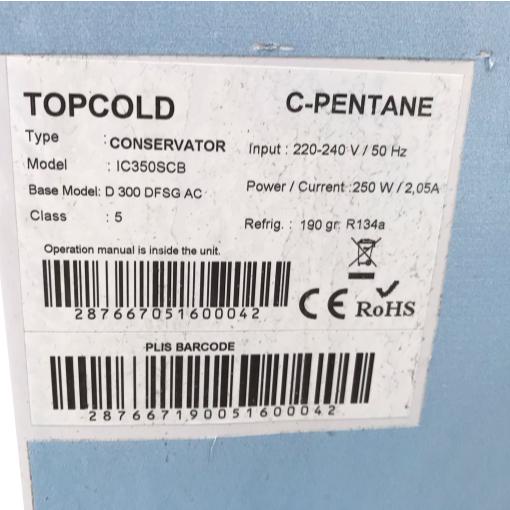 TOPCOLD C-PENTANE
Type : CONSERVATOR Input : 220-240 V / 50 Hz
Model : IC350SCB
Base Model: D 300 DFSG AC Power / Current :250 W / 2,05A
Class : 5 Refrig. : 190 gr. R134a
Operation manual is inside the unit.
287667051600042 CE RoHS
PLIS BARCODE
287667190051600042